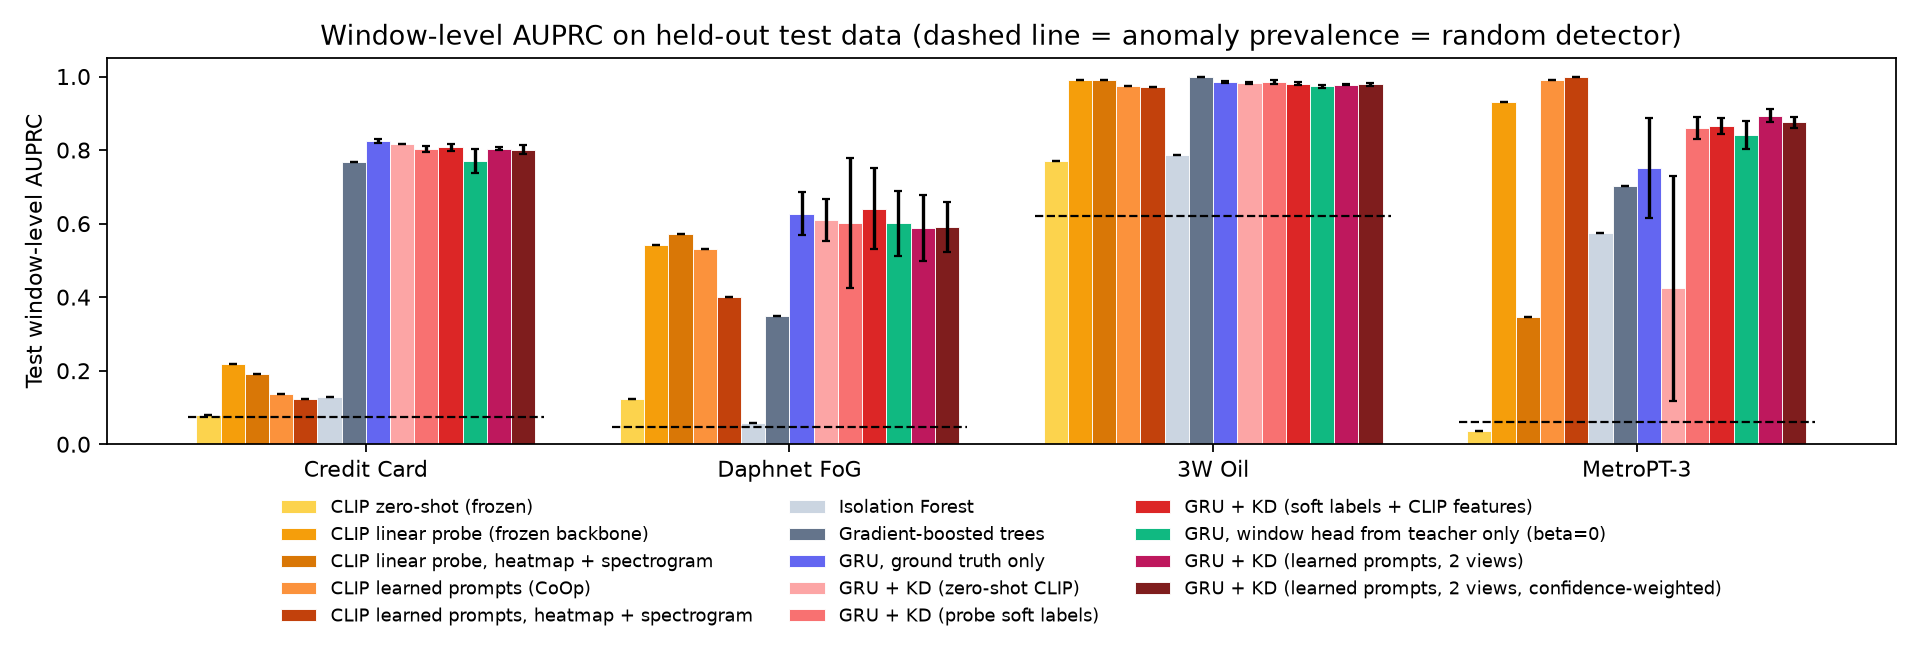 Window-level AUPRC on held-out test data (dashed line = anomaly prevalence = random detector)
Test window-level AUPRC
1.0
0.8
0.6
0.4
0.2
0.0
Credit Card
Daphnet FoG
3W Oil
MetroPT-3
CLIP zero-shot (frozen)
CLIP linear probe (frozen backbone)
CLIP linear probe, heatmap + spectrogram
CLIP learned prompts (CoOp)
CLIP learned prompts, heatmap + spectrogram
Isolation Forest
Gradient-boosted trees
GRU, ground truth only
GRU + KD (zero-shot CLIP)
GRU + KD (probe soft labels)
GRU + KD (soft labels + CLIP features)
GRU, window head from teacher only (beta=0)
GRU + KD (learned prompts, 2 views)
GRU + KD (learned prompts, 2 views, confidence-weighted)